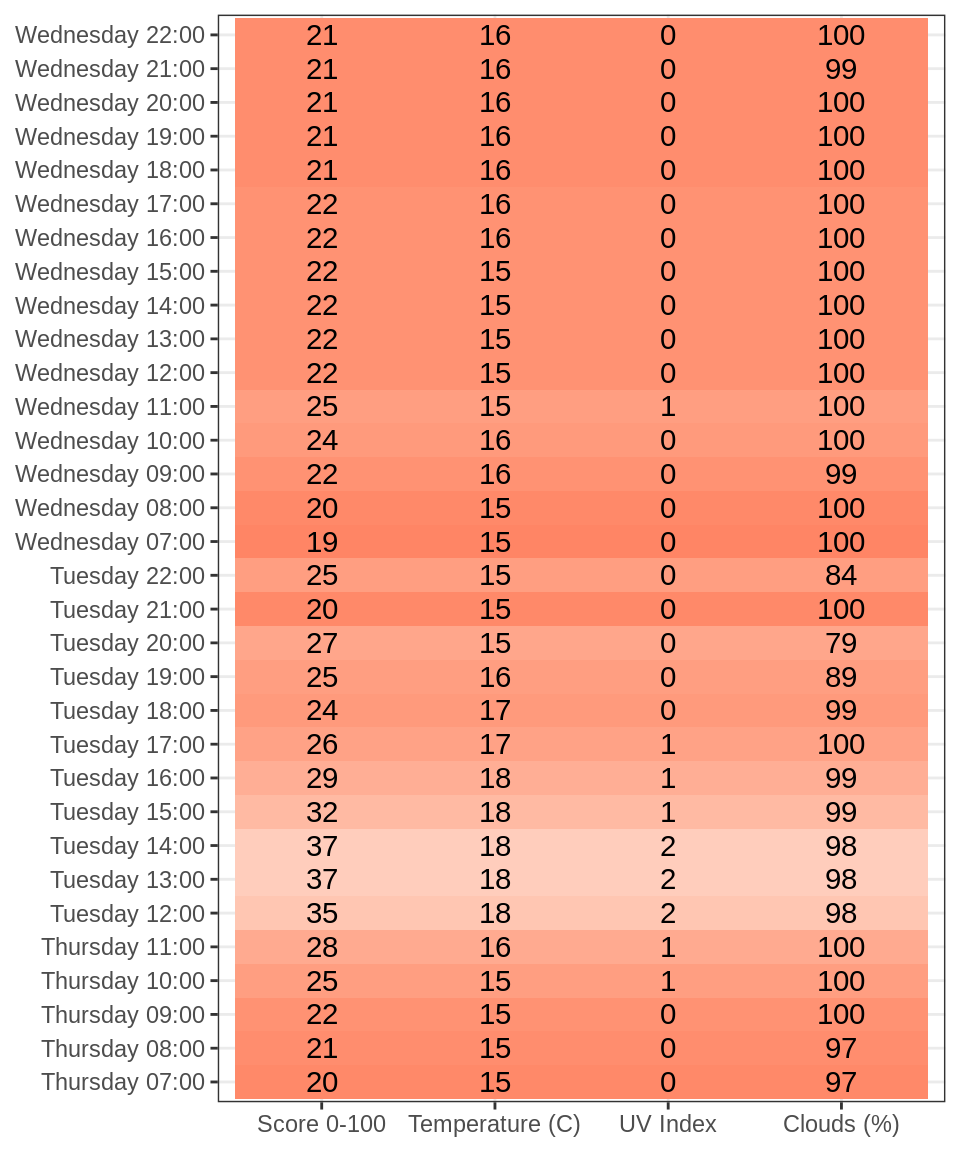 Wednesday 22:00 21 16 0 100
Wednesday 21:00 21 16 0 99
Wednesday 20:00 21 16 0 100
Wednesday 19:00 21 16 0 100
Wednesday 18:00 21 16 0 100
Wednesday 17:00 22 16 0 100
Wednesday 16:00 22 16 0 100
Wednesday 15:00 22 15 0 100
Wednesday 14:00 22 15 0 100
Wednesday 13:00 22 15 0 100
Wednesday 12:00 22 15 0 100
Wednesday 11:00 25 15 1 100
Wednesday 10:00 24 16 0 100
Wednesday 09:00 22 16 0 99
Wednesday 08:00 20 15 0 100
Wednesday 07:00 19 15 0 100
Tuesday 22:00 25 15 0 84
Tuesday 21:00 20 15 0 100
Tuesday 20:00 27 15 0 79
Tuesday 19:00 25 16 0 89
Tuesday 18:00 24 17 0 99
Tuesday 17:00 26 17 1 100
Tuesday 16:00 29 18 1 99
Tuesday 15:00 32 18 1 99
Tuesday 14:00 37 18 2 98
Tuesday 13:00 37 18 2 98
Tuesday 12:00 35 18 2 98
Thursday 11:00 28 16 1 100
Thursday 10:00 25 15 1 100
Thursday 09:00 22 15 0 100
Thursday 08:00 21 15 0 97
Thursday 07:00 20 15 0 97
Score 0-100 Temperature (C) UV Index Clouds (%)